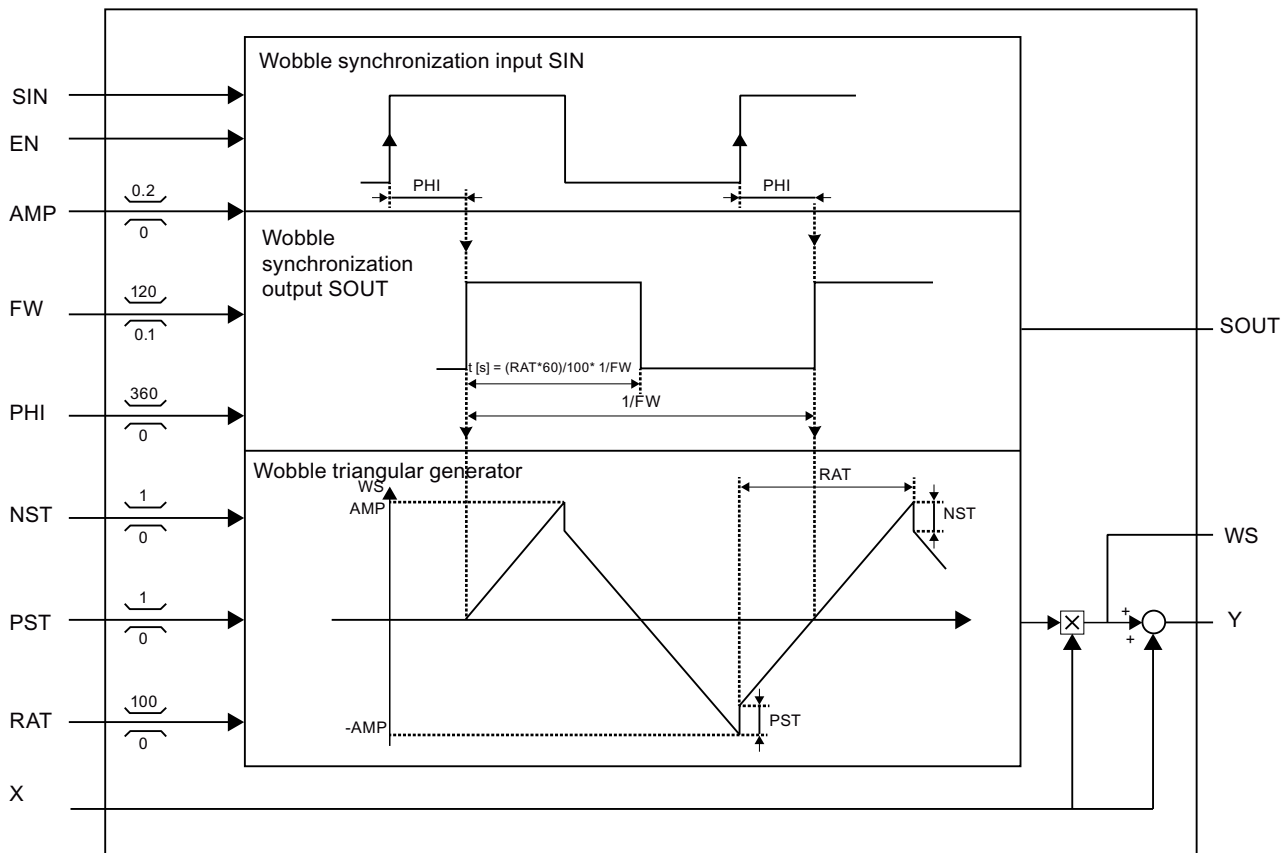 Wobble synchronization input SIN
SIN
EN
PHI
PHI
0.2
AMP
0
Wobble
synchronization
output SOUT
120
FW
0.1
SOUT
t [s] = (RAT*60)/100* 1/FW
1/FW
360
PHI
0
Wobble triangular generator
RAT
WS
AMP
1
NST
0
NST
WS
1
PST
0
+
+
Y
100
RAT
0
PST
-AMP
X